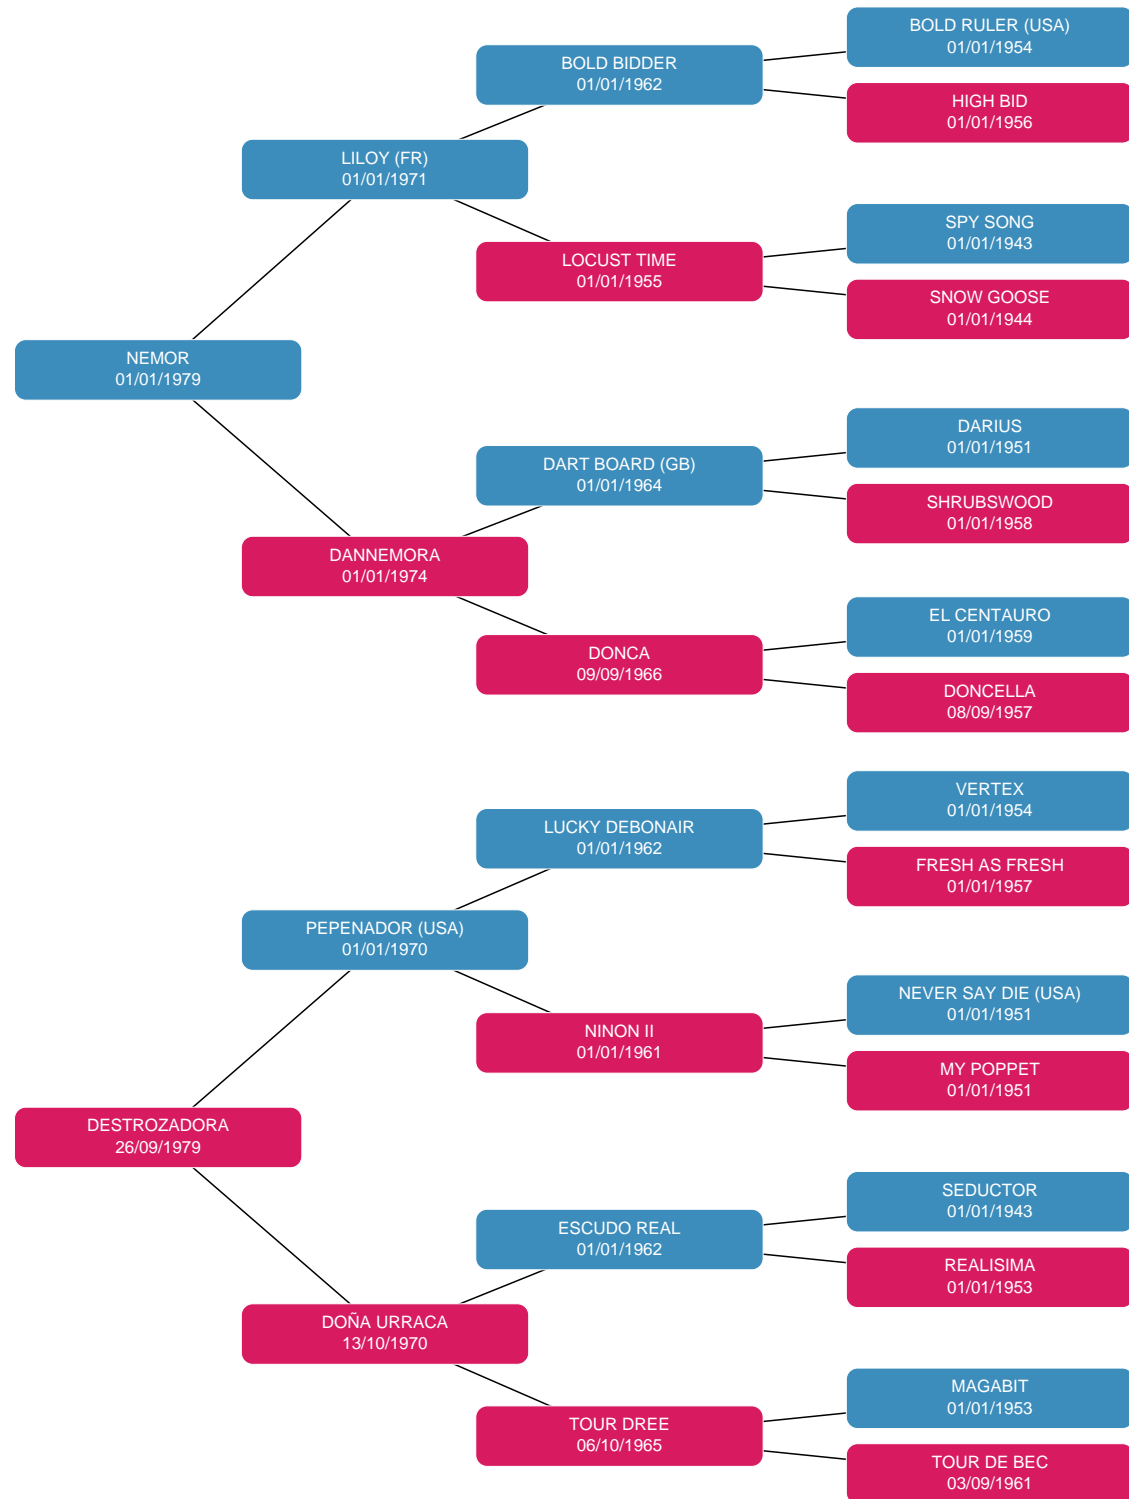 BOLD RULER (USA)
01/01/1954
BOLD BIDDER
01/01/1962
HIGH BID
01/01/1956
LILOY (FR)
01/01/1971
SPY SONG
01/01/1943
LOCUST TIME
01/01/1955
SNOW GOOSE
01/01/1944
NEMOR
01/01/1979
DARIUS
01/01/1951
DART BOARD (GB)
01/01/1964
SHRUBSWOOD
01/01/1958
DANNEMORA
01/01/1974
EL CENTAURO
01/01/1959
DONCA
09/09/1966
DONCELLA
08/09/1957
VERTEX
01/01/1954
LUCKY DEBONAIR
01/01/1962
FRESH AS FRESH
01/01/1957
PEPENADOR (USA)
01/01/1970
NEVER SAY DIE (USA)
01/01/1951
NINON II
01/01/1961
MY POPPET
01/01/1951
DESTROZADORA
26/09/1979
SEDUCTOR
01/01/1943
ESCUDO REAL
01/01/1962
REALISIMA
01/01/1953
DOÑA URRACA
13/10/1970
MAGABIT
01/01/1953
TOUR DREE
06/10/1965
TOUR DE BEC
03/09/1961